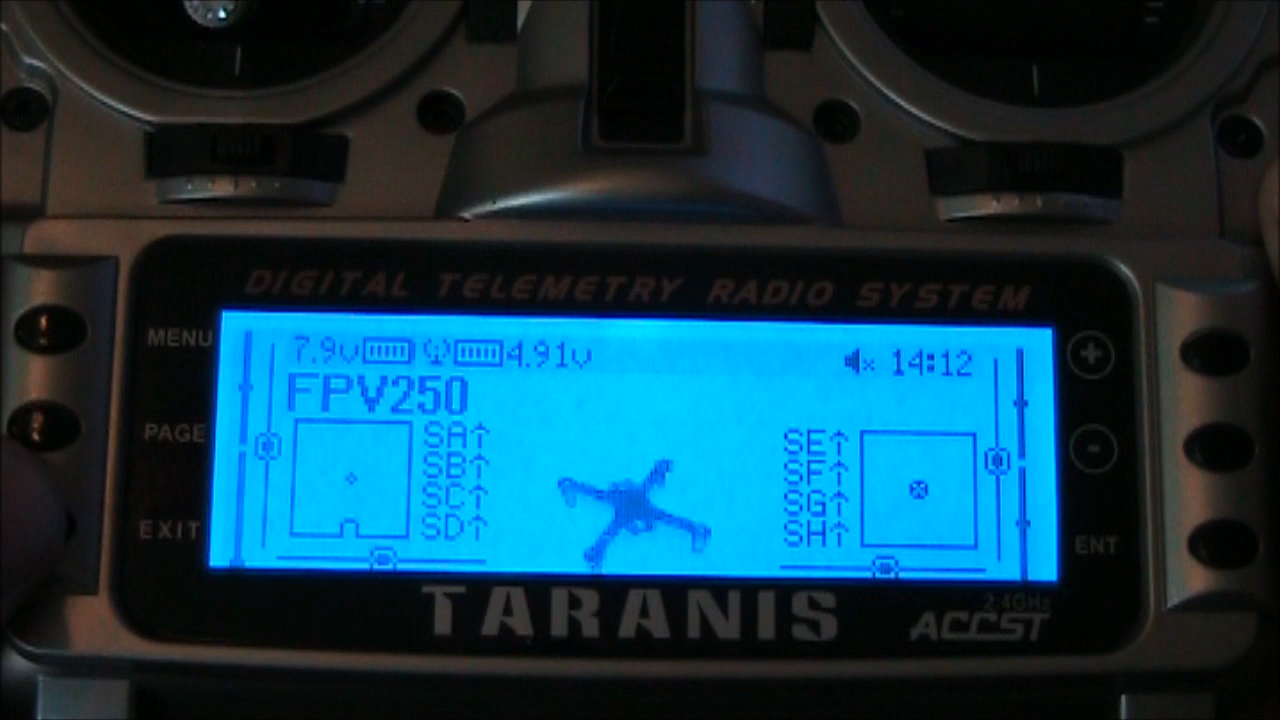 DIGITAL TELEMETRY RADIO SYSTEM
MENU
PAGE
EXIT
7.9v 4.91v 14:12
FPV250
SA↑
SB↑
SC↑
SD↑
SE↑
SF↑
SG↑
SH↑
+
-
ENT
TARANIS
2.4GHz
ACCST